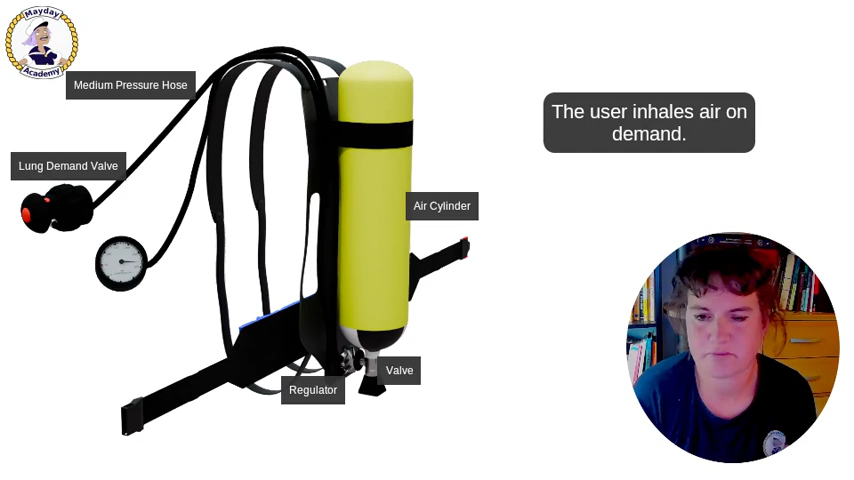 Mayday
Academy
Medium Pressure Hose
Lung Demand Valve
Air Cylinder
Valve
Regulator
The user inhales air on
demand.